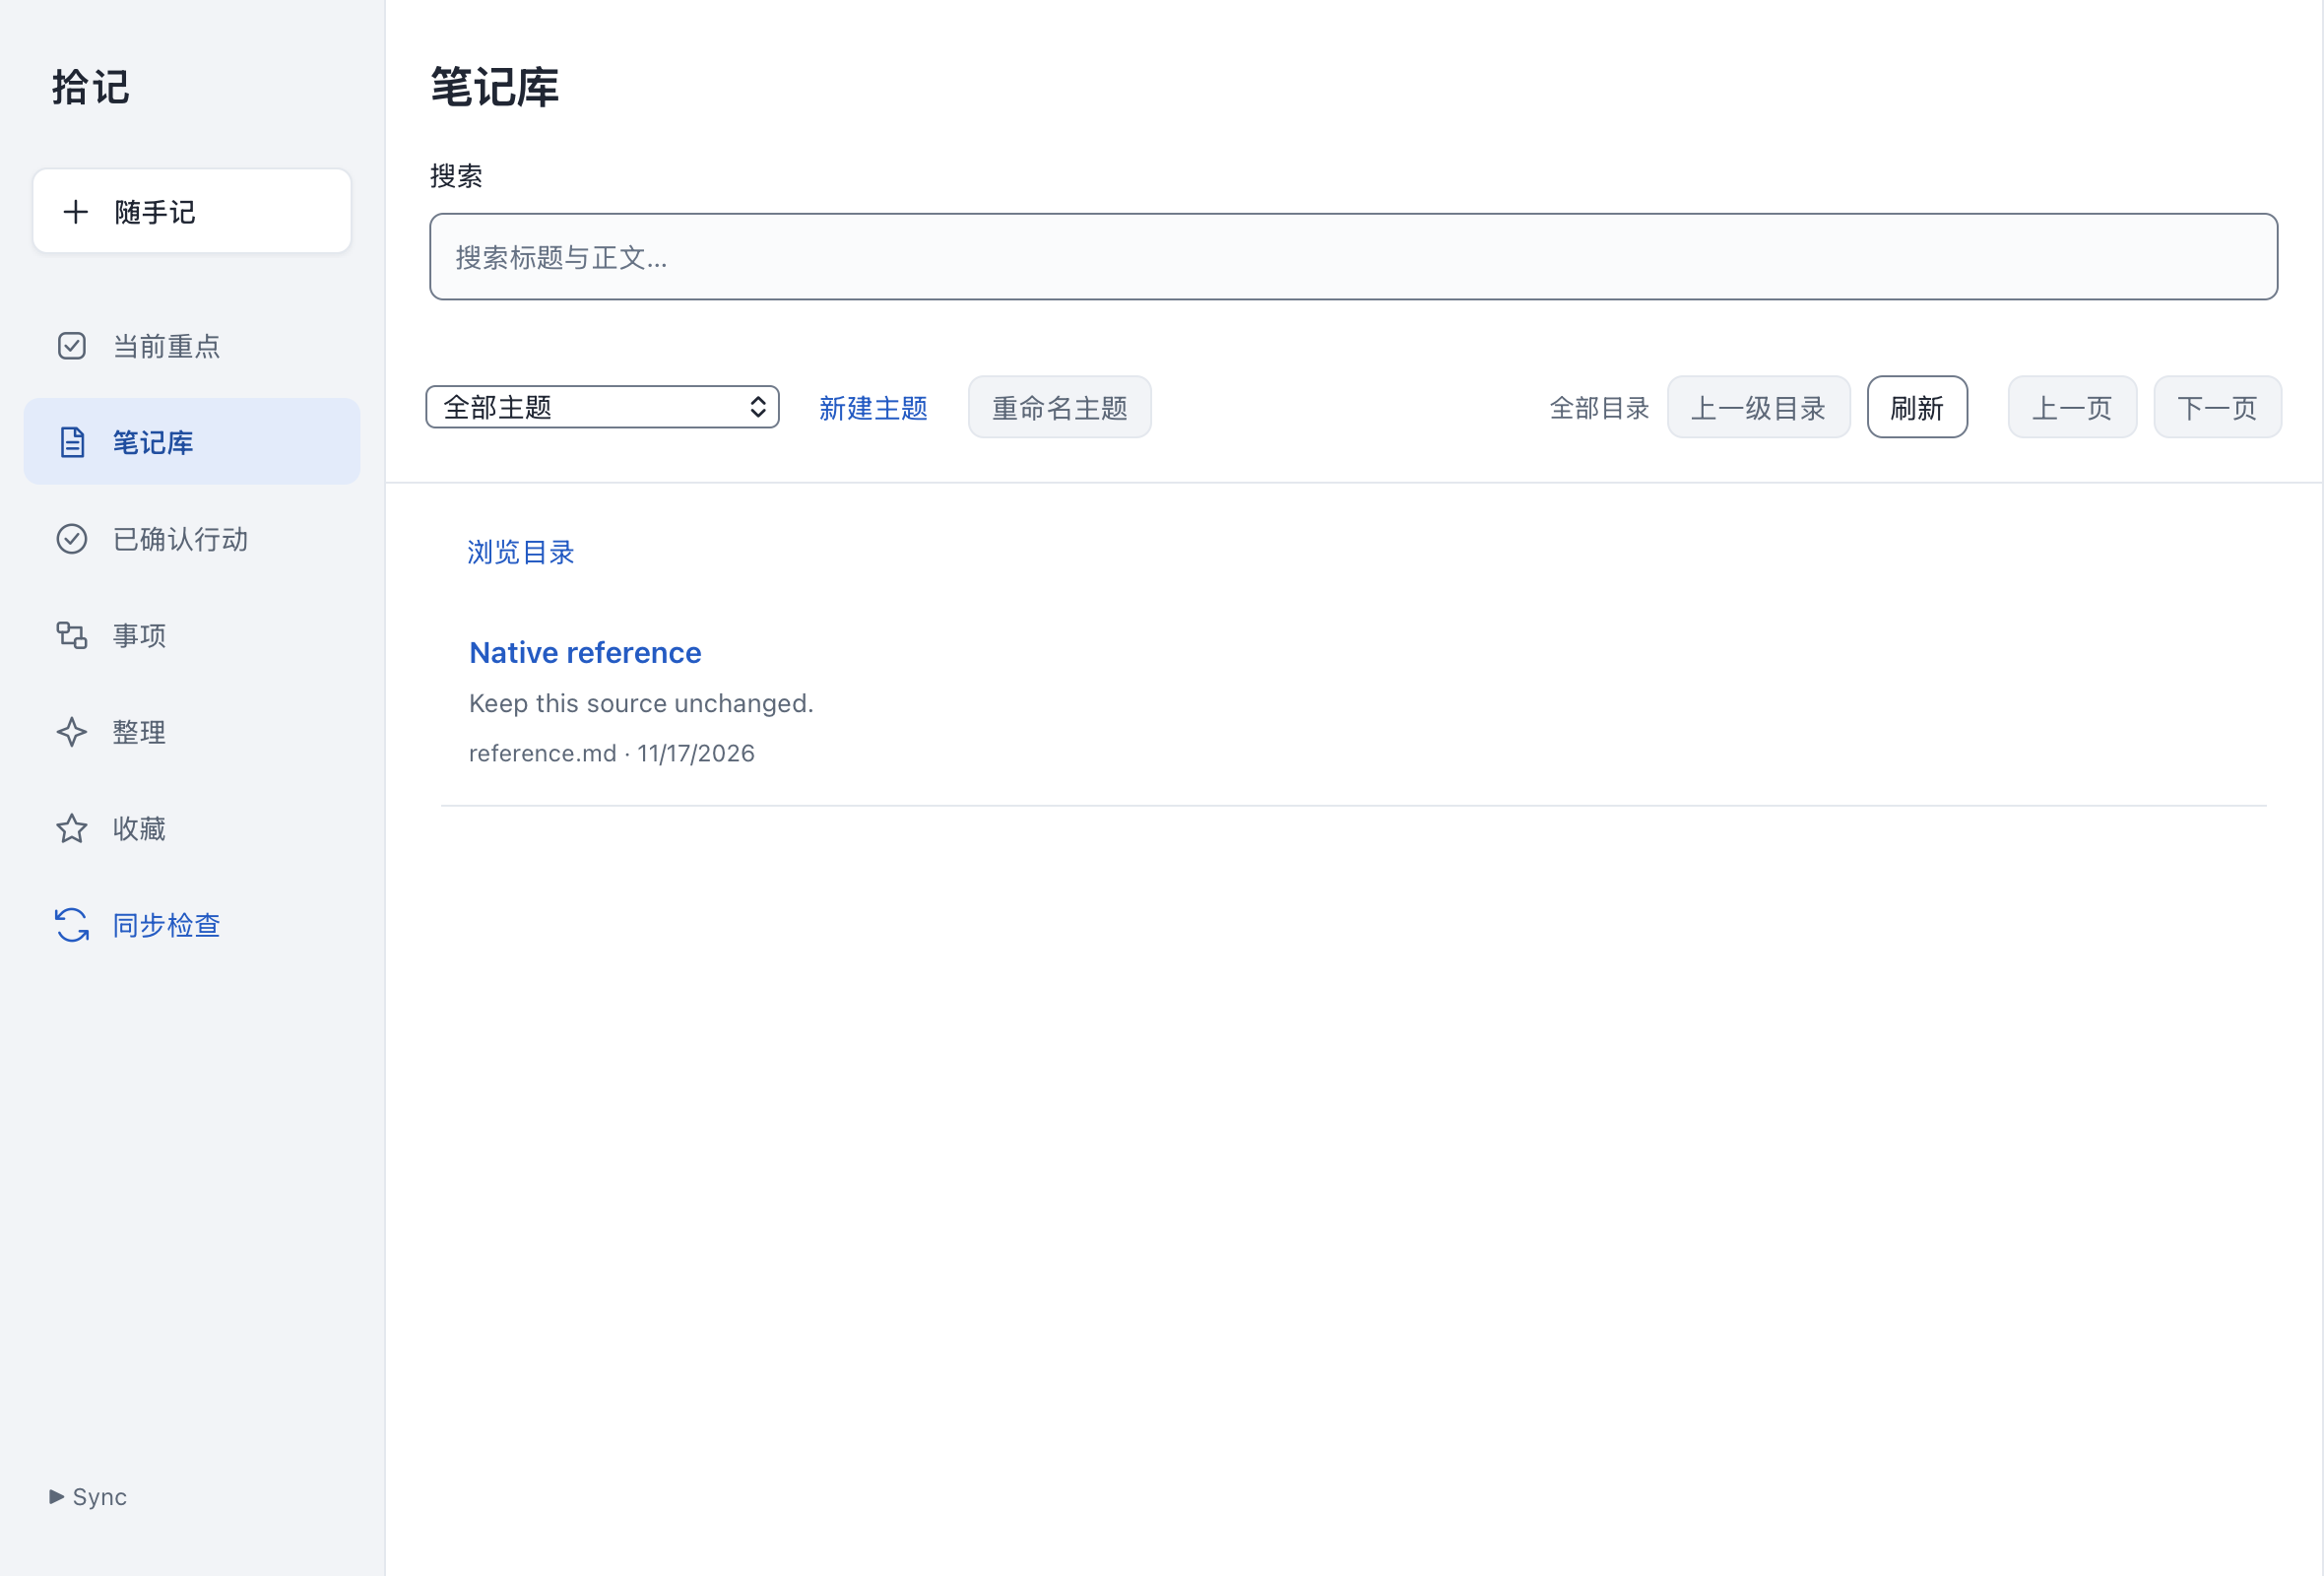 拾记
随手记
当前重点
笔记库
已确认行动
事项
整理
收藏
同步检查
Sync
笔记库
搜索
搜索标题与正文...
全部主题 新建主题 重命名主题 全部目录 上一级目录 刷新 上一页 下一页
浏览目录
Native reference
Keep this source unchanged.
reference.md · 11/17/2026